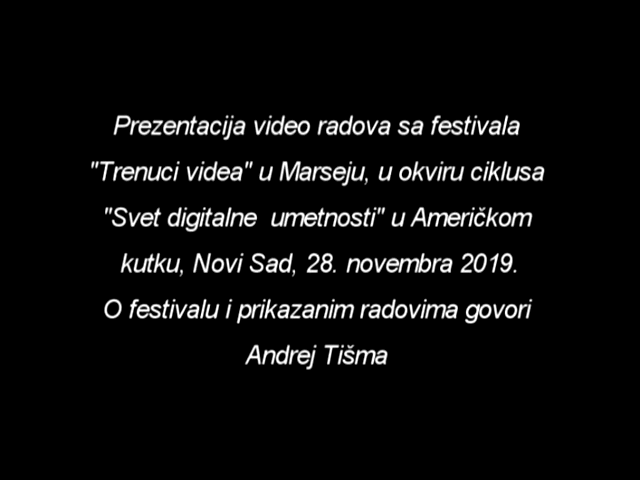 Prezentacija video radova sa festivala
"Trenuci videa" u Marseju, u okviru ciklusa
"Svet digitalne umetnosti" u Američkom
kutku, Novi Sad, 28. novembra 2019.
O festivalu i prikazanim radovima govori
Andrej Tišma